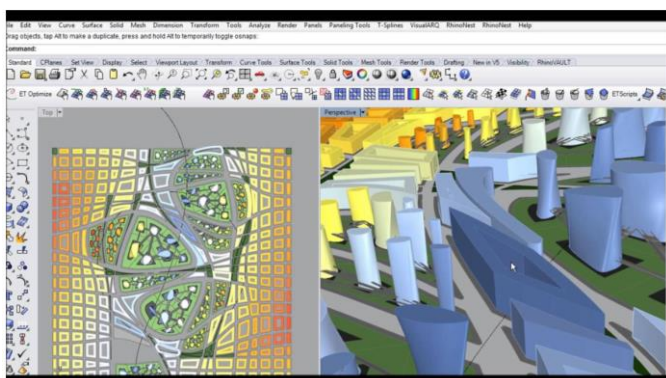 File Edit View Curve Surface Solid Mesh Dimension Transform Tools Analyze Render Panels Paneling Tools T-Splines VisualARQ RhinoNest RhinoNest Help
Drag objects, tap Alt to make a duplicate, press and hold Alt to temporarily toggle osnaps:
Command:
Standard CPlanes Set View Display Select Viewport Layout Transform Curve Tools Surface Tools Solid Tools Mesh Tools Render Tools Drafting New in V5 Visibility RhinoVAULT
ET Optimize ETScripts
Top Perspective